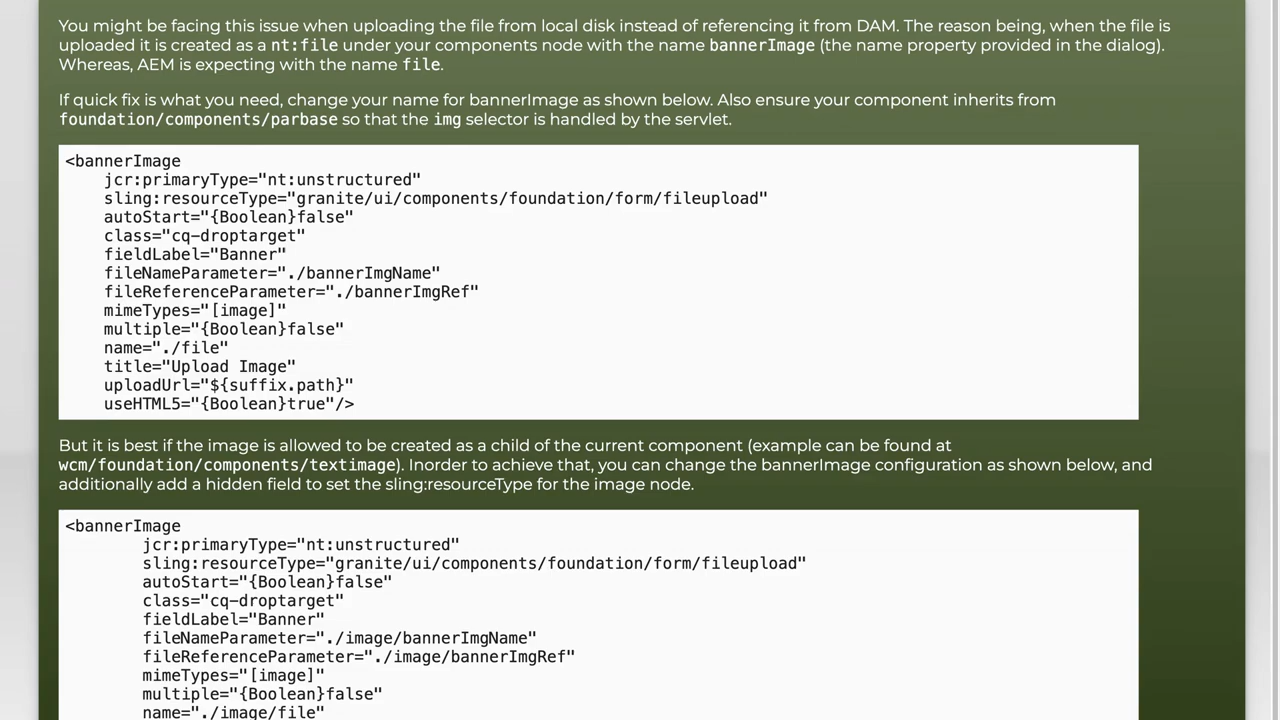 You might be facing this issue when uploading the file from local disk instead of referencing it from DAM. The reason being, when the file is
uploaded it is created as a nt:file under your components node with the name bannerImage (the name property provided in the dialog).
Whereas, AEM is expecting with the name file.
If quick fix is what you need, change your name for bannerImage as shown below. Also ensure your component inherits from
foundation/components/parbase so that the img selector is handled by the servlet.
<bannerImage
jcr:primaryType="nt:unstructured"
sling:resourceType="granite/ui/components/foundation/form/fileupload"
autoStart="{Boolean}false"
class="cq-droptarget"
fieldLabel="Banner"
fileNameParameter="./bannerImgName"
fileReferenceParameter="./bannerImgRef"
mimeTypes="[image]"
multiple="{Boolean}false"
name="./file"
title="Upload Image"
uploadUrl="${suffix.path}"
useHTML5="{Boolean}true"/>
But it is best if the image is allowed to be created as a child of the current component (example can be found at
wcm/foundation/components/textimage). Inorder to achieve that, you can change the bannerImage configuration as shown below, and
additionally add a hidden field to set the sling:resourceType for the image node.
<bannerImage
jcr:primaryType="nt:unstructured"
sling:resourceType="granite/ui/components/foundation/form/fileupload"
autoStart="{Boolean}false"
class="cq-droptarget"
fieldLabel="Banner"
fileNameParameter="./image/bannerImgName"
fileReferenceParameter="./image/bannerImgRef"
mimeTypes="[image]"
multiple="{Boolean}false"
name="./image/file"